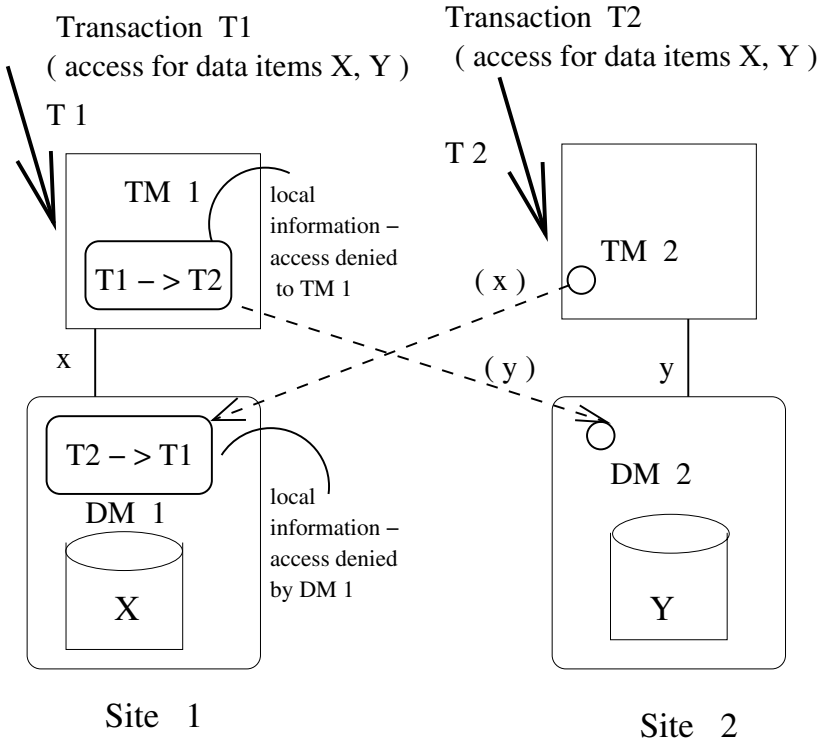 Transaction T1
( access for data items X, Y )
T 1
TM 1
T1 − > T2
local
information −
access denied
to TM 1
x
T2 − > T1
DM 1
X
local
information −
access denied
by DM 1
Site 1
Transaction T2
( access for data items X, Y )
T 2
TM 2
( x )
( y )
y
DM 2
Y
Site 2